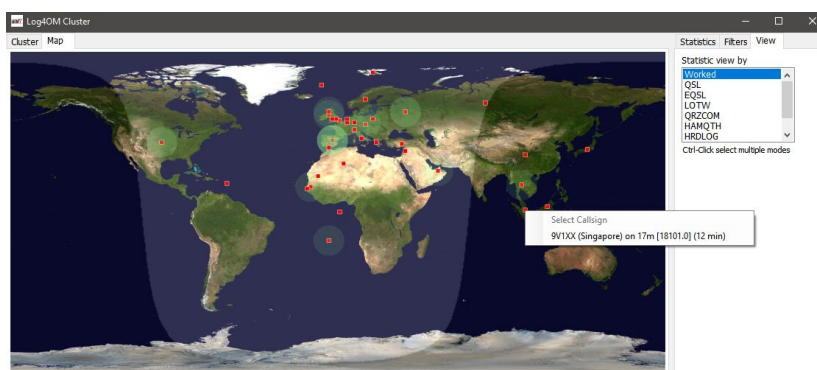 Log4OM Cluster
Cluster Map
Statistics Filters View
Statistic view by
Worked
QSL
EQSL
LOTW
QRZCOM
HAMQTH
HRDLOG
Ctrl-Click select multiple modes
Select Callsign
9V1XX (Singapore) on 17m [18101.0] (12 min)